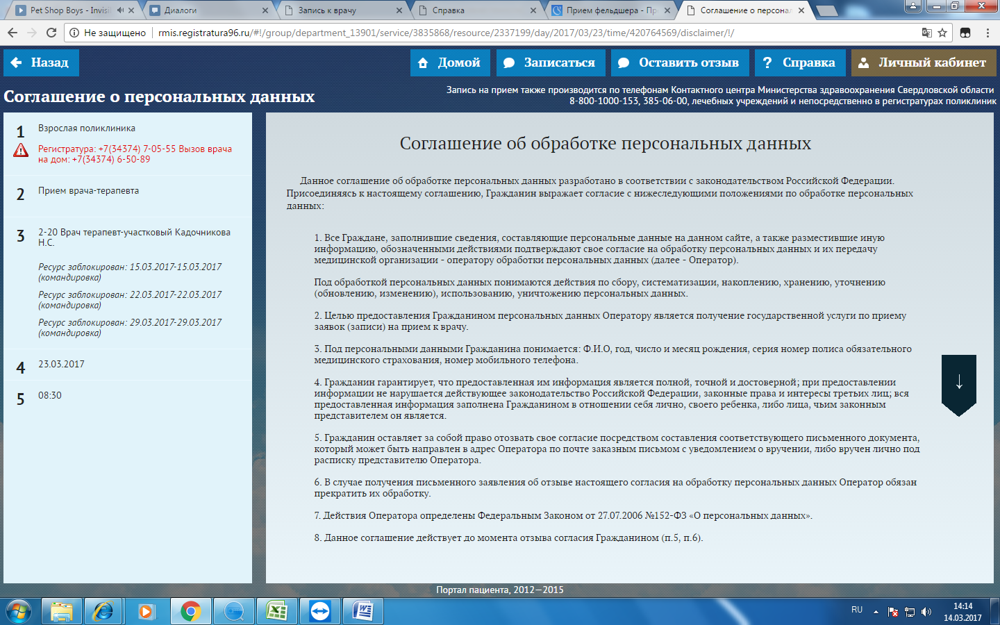 Pet Shop Boys - Invisil
Диалоги
Запись к врачу
Справка
Прием фельдшера - Пр
Соглашение о персонал
Не защищено
rmis.registratura96.ru/#!/group/department_13901/service/3835868/resource/2337199/day/2017/03/23/time/420764569/disclaimer/!/
Назад
Домой
Записаться
Оставить отзыв
? Справка
Личный кабинет
Соглашение о персональных данных
Запись на прием также производится по телефонам Контактного центра Министерства здравоохранения Свердловской области
8-800-1000-153, 385-06-00, лечебных учреждений и непосредственно в регистратурах поликлиник
1 Взрослая поликлиника
Регистратура: +7(34374) 7-05-55 Вызов врача
на дом: +7(34374) 6-50-89
2 Прием врача-терапевта
3 2-20 Врач терапевт-участковый Кадочникова
Н.С.
Ресурс заблокирован: 15.03.2017-15.03.2017
(командировка)
Ресурс заблокирован: 22.03.2017-22.03.2017
(командировка)
Ресурс заблокирован: 29.03.2017-29.03.2017
(командировка)
4 23.03.2017
5 08:30
Соглашение об обработке персональных данных
Данное соглашение об обработке персональных данных разработано в соответствии с законодательством Российской Федерации.
Присоединяясь к настоящему соглашению, Гражданин выражает согласие с нижеследующими положениями по обработке персональных
данных:
1. Все Граждане, заполнившие сведения, составляющие персональные данные на данном сайте, а также разместившие иную
информацию, обозначенными действиями подтверждают свое согласие на обработку персональных данных и их передачу
медицинской организации - оператору обработки персональных данных (далее - Оператор).
Под обработкой персональных данных понимаются действия по сбору, систематизации, накоплению, хранению, уточнению
(обновлению, изменению), использованию, уничтожению персональных данных.
2. Целью предоставления Гражданином персональных данных Оператору является получение государственной услуги по приему
заявок (записи) на прием к врачу.
3. Под персональными данными Гражданина понимается: Ф.И.О, год, число и месяц рождения, серия номер полиса обязательного
медицинского страхования, номер мобильного телефона.
4. Гражданин гарантирует, что предоставленная им информация является полной, точной и достоверной; при предоставлении
информации не нарушается действующее законодательство Российской Федерации, законные права и интересы третьих лиц; вся
предоставленная информация заполнена Гражданином в отношении себя лично, своего ребенка, либо лица, чьим законным
представителем он является.
5. Гражданин оставляет за собой право отозвать свое согласие посредством составления соответствующего письменного документа,
который может быть направлен в адрес Оператора по почте заказным письмом с уведомлением о вручении, либо вручен лично под
расписку представителю Оператора.
6. В случае получения письменного заявления об отзыве настоящего согласия на обработку персональных данных Оператор обязан
прекратить их обработку.
7. Действия Оператора определены Федеральным Законом от 27.07.2006 №152-ФЗ «О персональных данных».
8. Данное соглашение действует до момента отзыва согласия Гражданином (п.5, п.6).
Портал пациента, 2012—2015
RU
14:14
14.03.2017